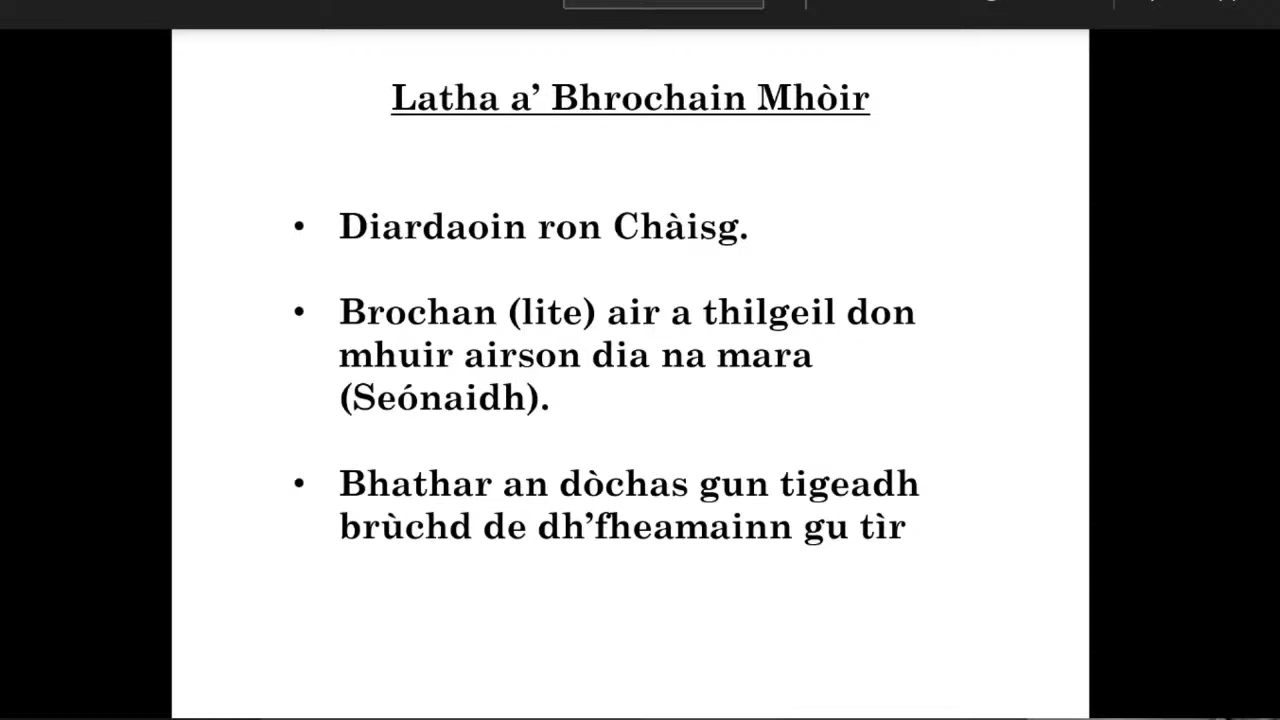 Latha a’ Bhrochain Mhòir
• Diardaoin ron Chàisg.
• Brochan (lite) air a thilgeil don
mhuir airson dia na mara
(Seónaidh).
• Bhathar an dòchas gun tigeadh
brùchd de dh’fheamainn gu tìr